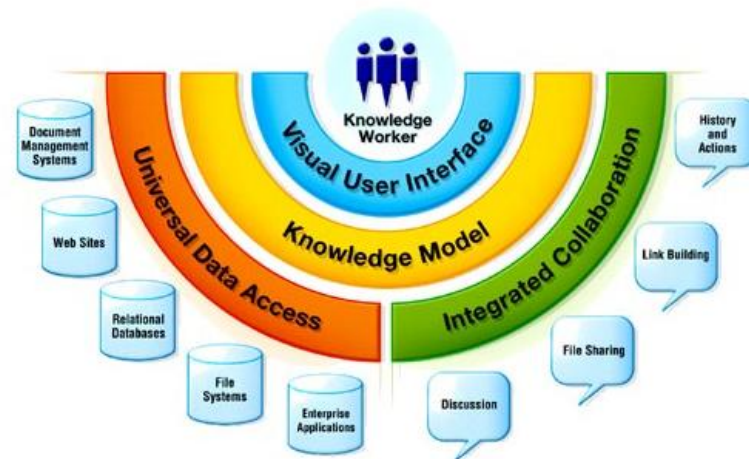 Knowledge
Worker
Visual User Interface
Knowledge Model
Universal Data Access
Integrated Collaboration
Document
Management
Systems
Web Sites
Relational
Databases
File
Systems
Enterprise
Applications
Discussion
File Sharing
Link Building
History
and
Actions